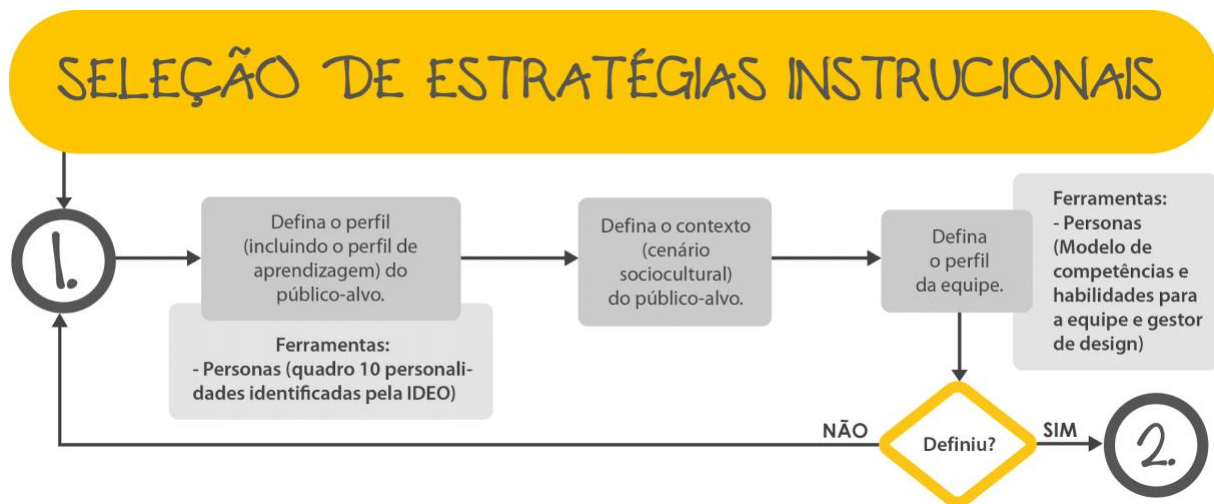 SELEÇÃO DE ESTRATÉGIAS INSTRUCIONAIS
1.
Defina o perfil
(incluindo o perfil de
aprendizagem) do
público-alvo.
Ferramentas:
- Personas (quadro 10 personali-
dades identificadas pela IDEO)
Defina o contexto
(cenário
sociocultural)
do público-alvo.
Defina
o perfil
da equipe.
Ferramentas:
- Personas
(Modelo de
competências e
habilidades para
a equipe e gestor
de design)
NÃO
Definiu?
SIM
2.